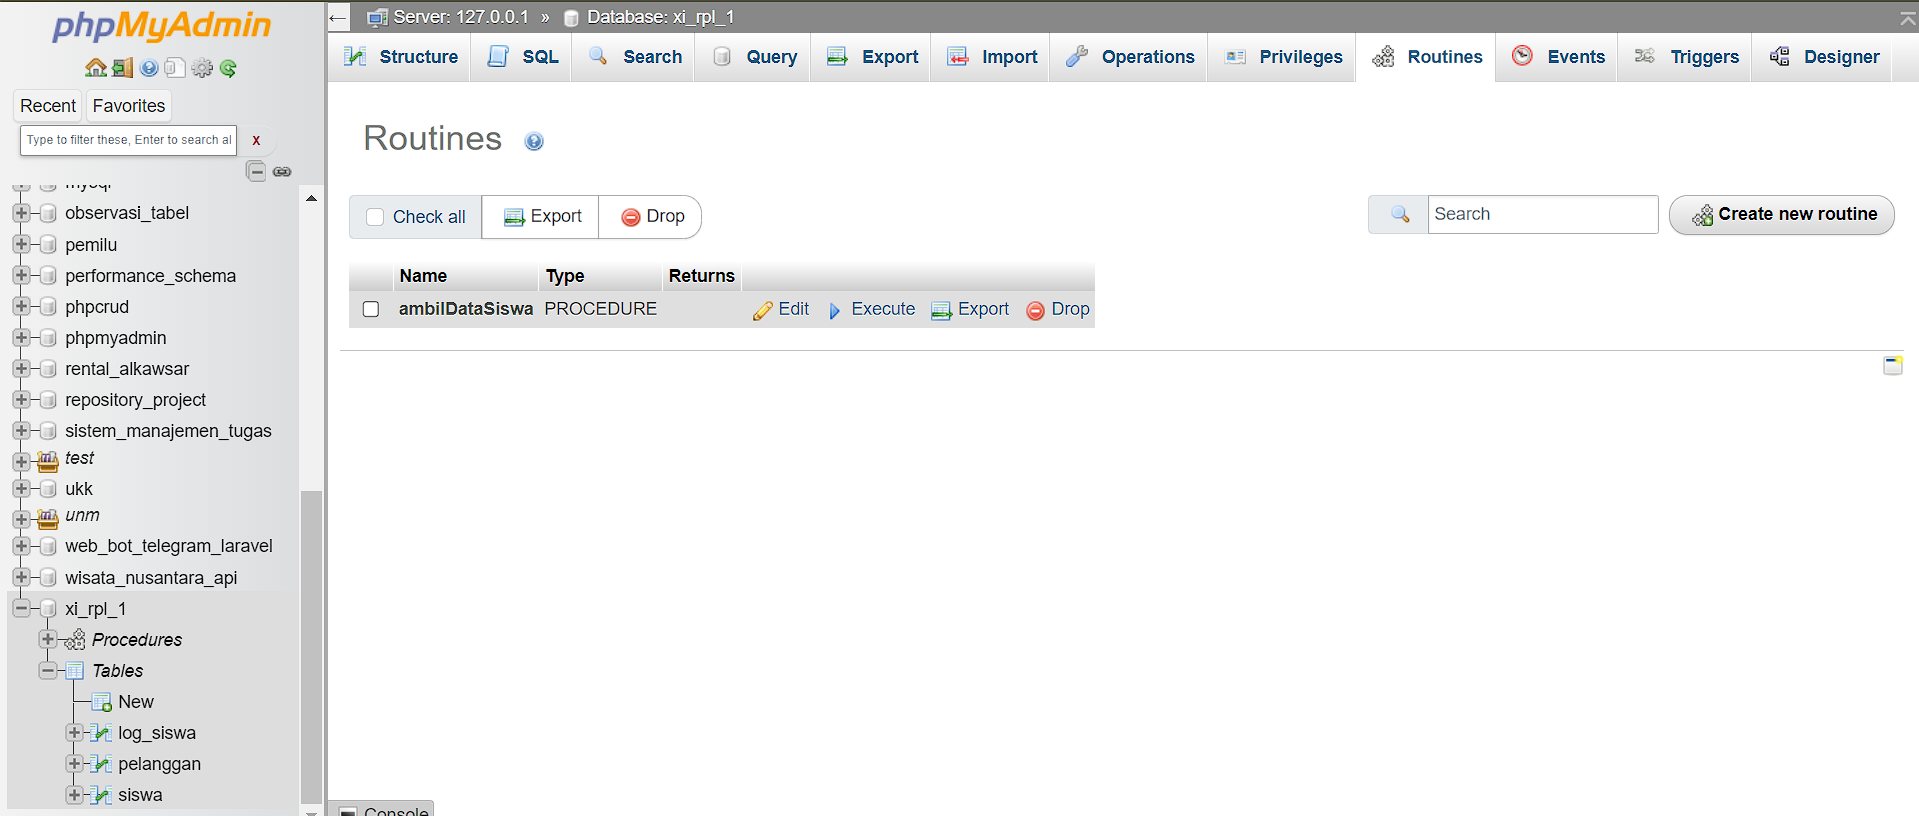 phpMyAdmin
Recent Favorites
Type to filter these, Enter to search al X
mysql
observasi_tabel
pemilu
performance_schema
phpcrud
phpmyadmin
rental_alkawsar
repository_project
sistem_manajemen_tugas
test
ukk
unm
web_bot_telegram_laravel
wisata_nusantara_api
xi_rpl_1
Procedures
Tables
New
log_siswa
pelanggan
siswa
Server: 127.0.0.1 » Database: xi_rpl_1
Structure SQL Search Query Export Import Operations Privileges Routines Events Triggers Designer
Routines
Check all Export Drop Search Create new routine
Name Type Returns
ambilDataSiswa PROCEDURE Edit Execute Export Drop
Console